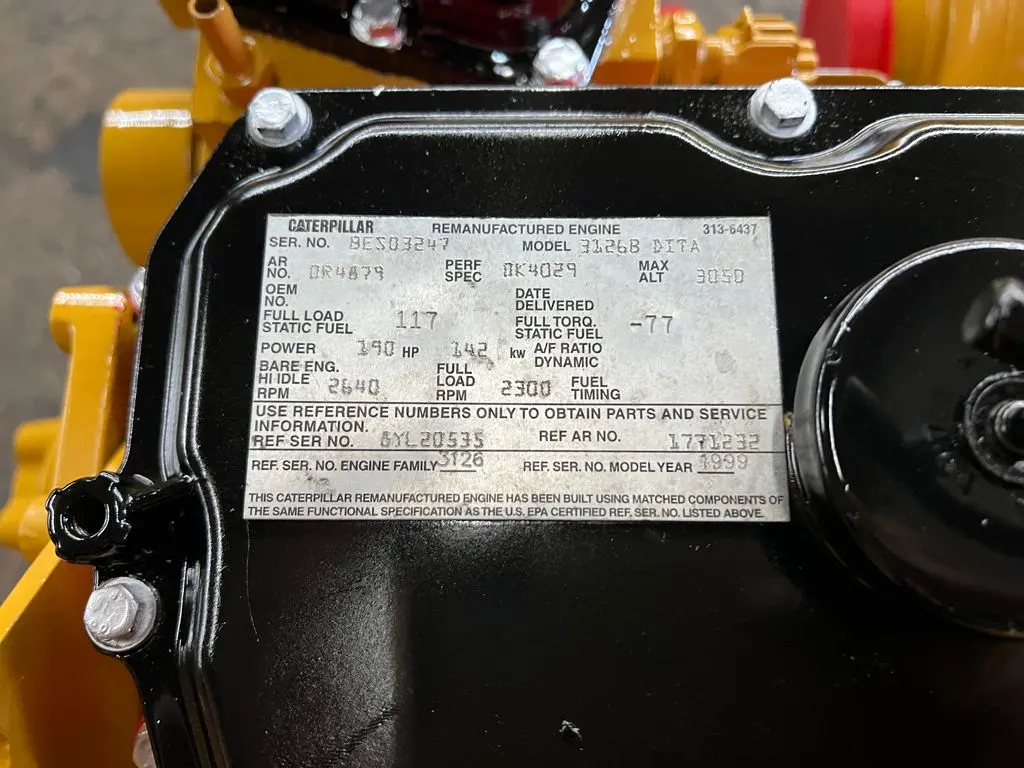 CATERPILLAR REMANUFACTURED ENGINE 313-6437
SER. NO. BES03247 MODEL 3126B DITA
AR NO. 0R4879 PERF SPEC 0K4029 MAX ALT 3050
OEM NO. DATE DELIVERED
FULL LOAD STATIC FUEL 117 FULL TORQ. STATIC FUEL -77
POWER 190 HP 142 kw A/F RATIO DYNAMIC
BARE ENG. HI IDLE RPM 2640 FULL LOAD RPM 2300 FUEL TIMING
USE REFERENCE NUMBERS ONLY TO OBTAIN PARTS AND SERVICE
INFORMATION.
REF SER NO. 6YL20535 REF AR NO. 1771232
REF. SER. NO. ENGINE FAMILY 3126 REF. SER. NO. MODEL YEAR 1999
THIS CATERPILLAR REMANUFACTURED ENGINE HAS BEEN BUILT USING MATCHED COMPONENTS OF
THE SAME FUNCTIONAL SPECIFICATION AS THE U.S. EPA CERTIFIED REF. SER. NO. LISTED ABOVE.